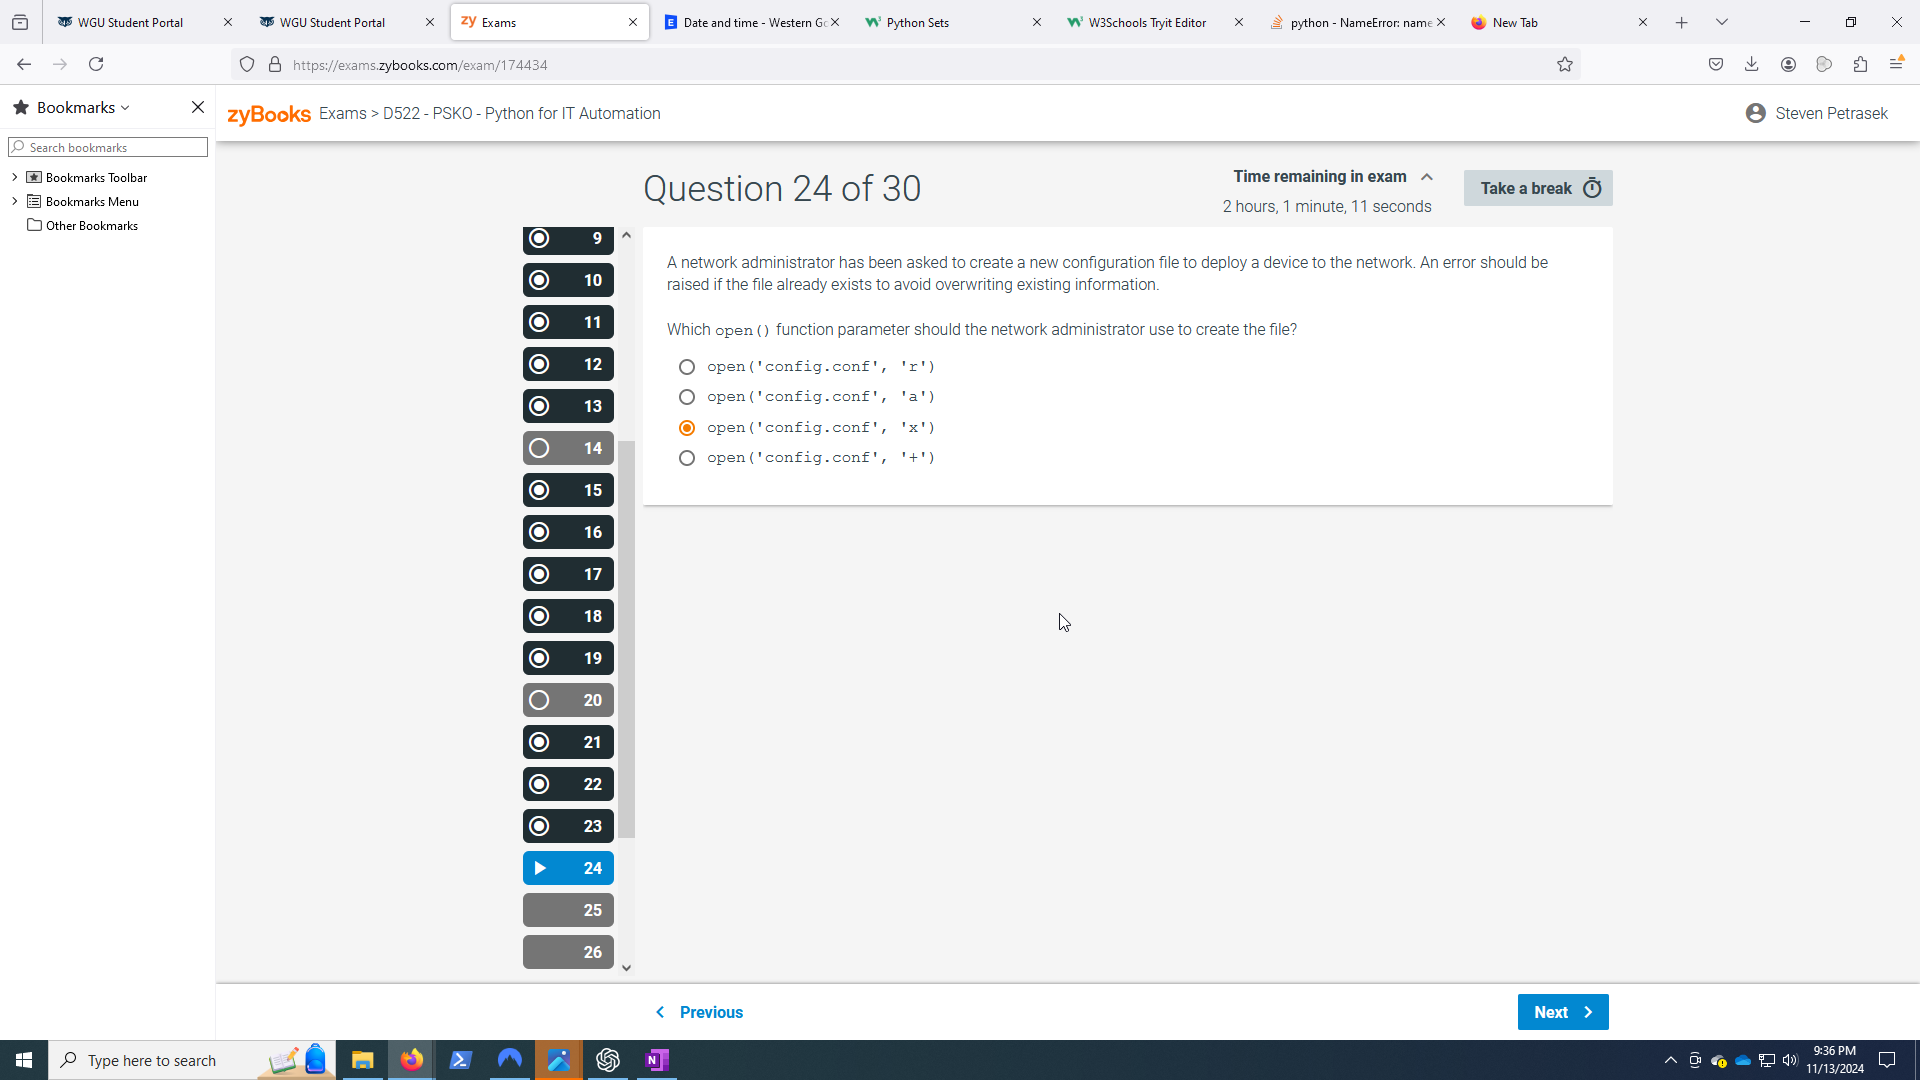 WGU Student Portal
WGU Student Portal
zy Exams
Date and time - Western Go
Python Sets
W3Schools Tryit Editor
python - NameError: name
New Tab
https://exams.zybooks.com/exam/174434
Bookmarks
Search bookmarks
Bookmarks Toolbar
Bookmarks Menu
Other Bookmarks
zyBooks Exams > D522 - PSKO - Python for IT Automation
Steven Petrasek
Question 24 of 30
Time remaining in exam
2 hours, 1 minute, 11 seconds
Take a break
9
10
11
12
13
14
15
16
17
18
19
20
21
22
23
24
25
26
A network administrator has been asked to create a new configuration file to deploy a device to the network. An error should be
raised if the file already exists to avoid overwriting existing information.
Which open() function parameter should the network administrator use to create the file?
open('config.conf', 'r')
open('config.conf', 'a')
open('config.conf', 'x')
open('config.conf', '+')
Previous
Next
Type here to search
9:36 PM
11/13/2024